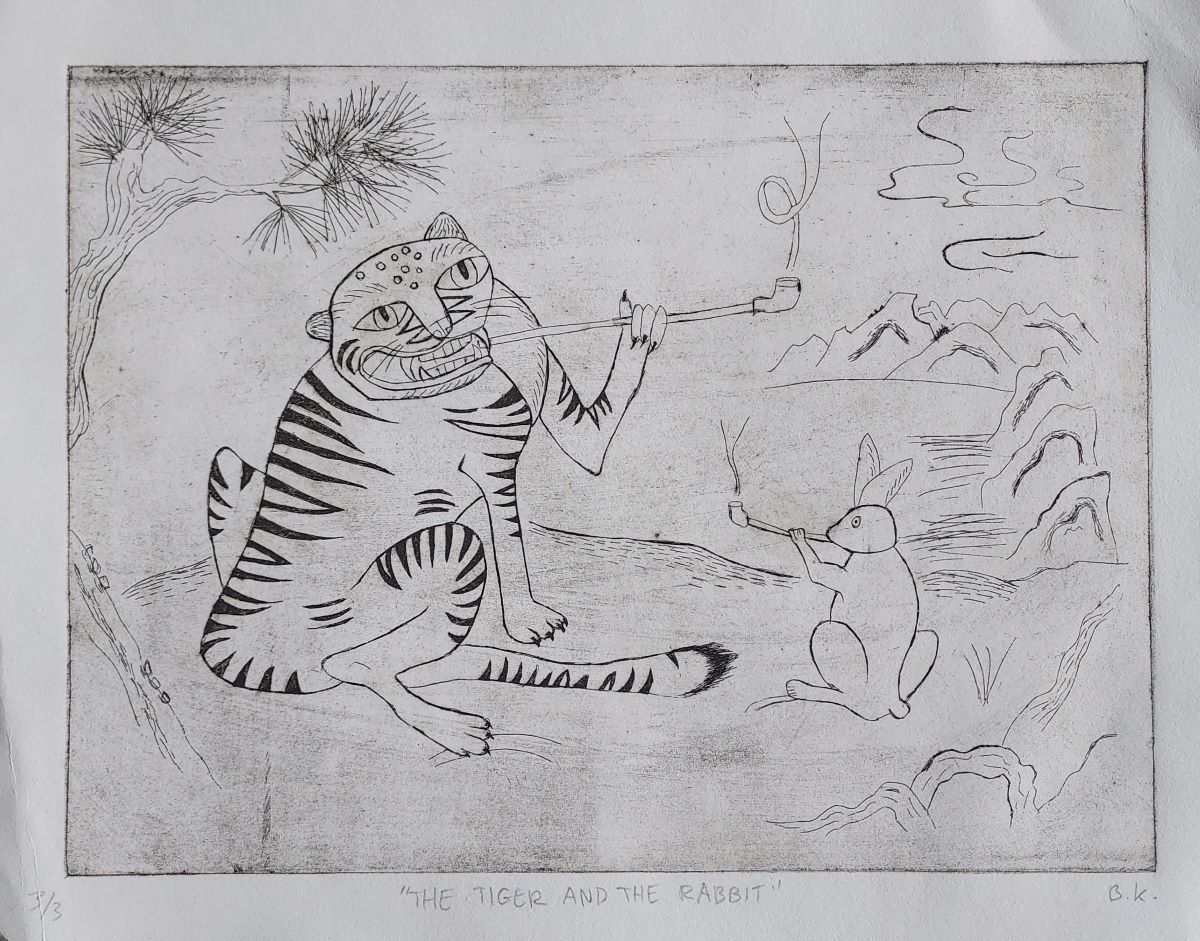 3/3
"THE TIGER AND THE RABBIT"
B.K.